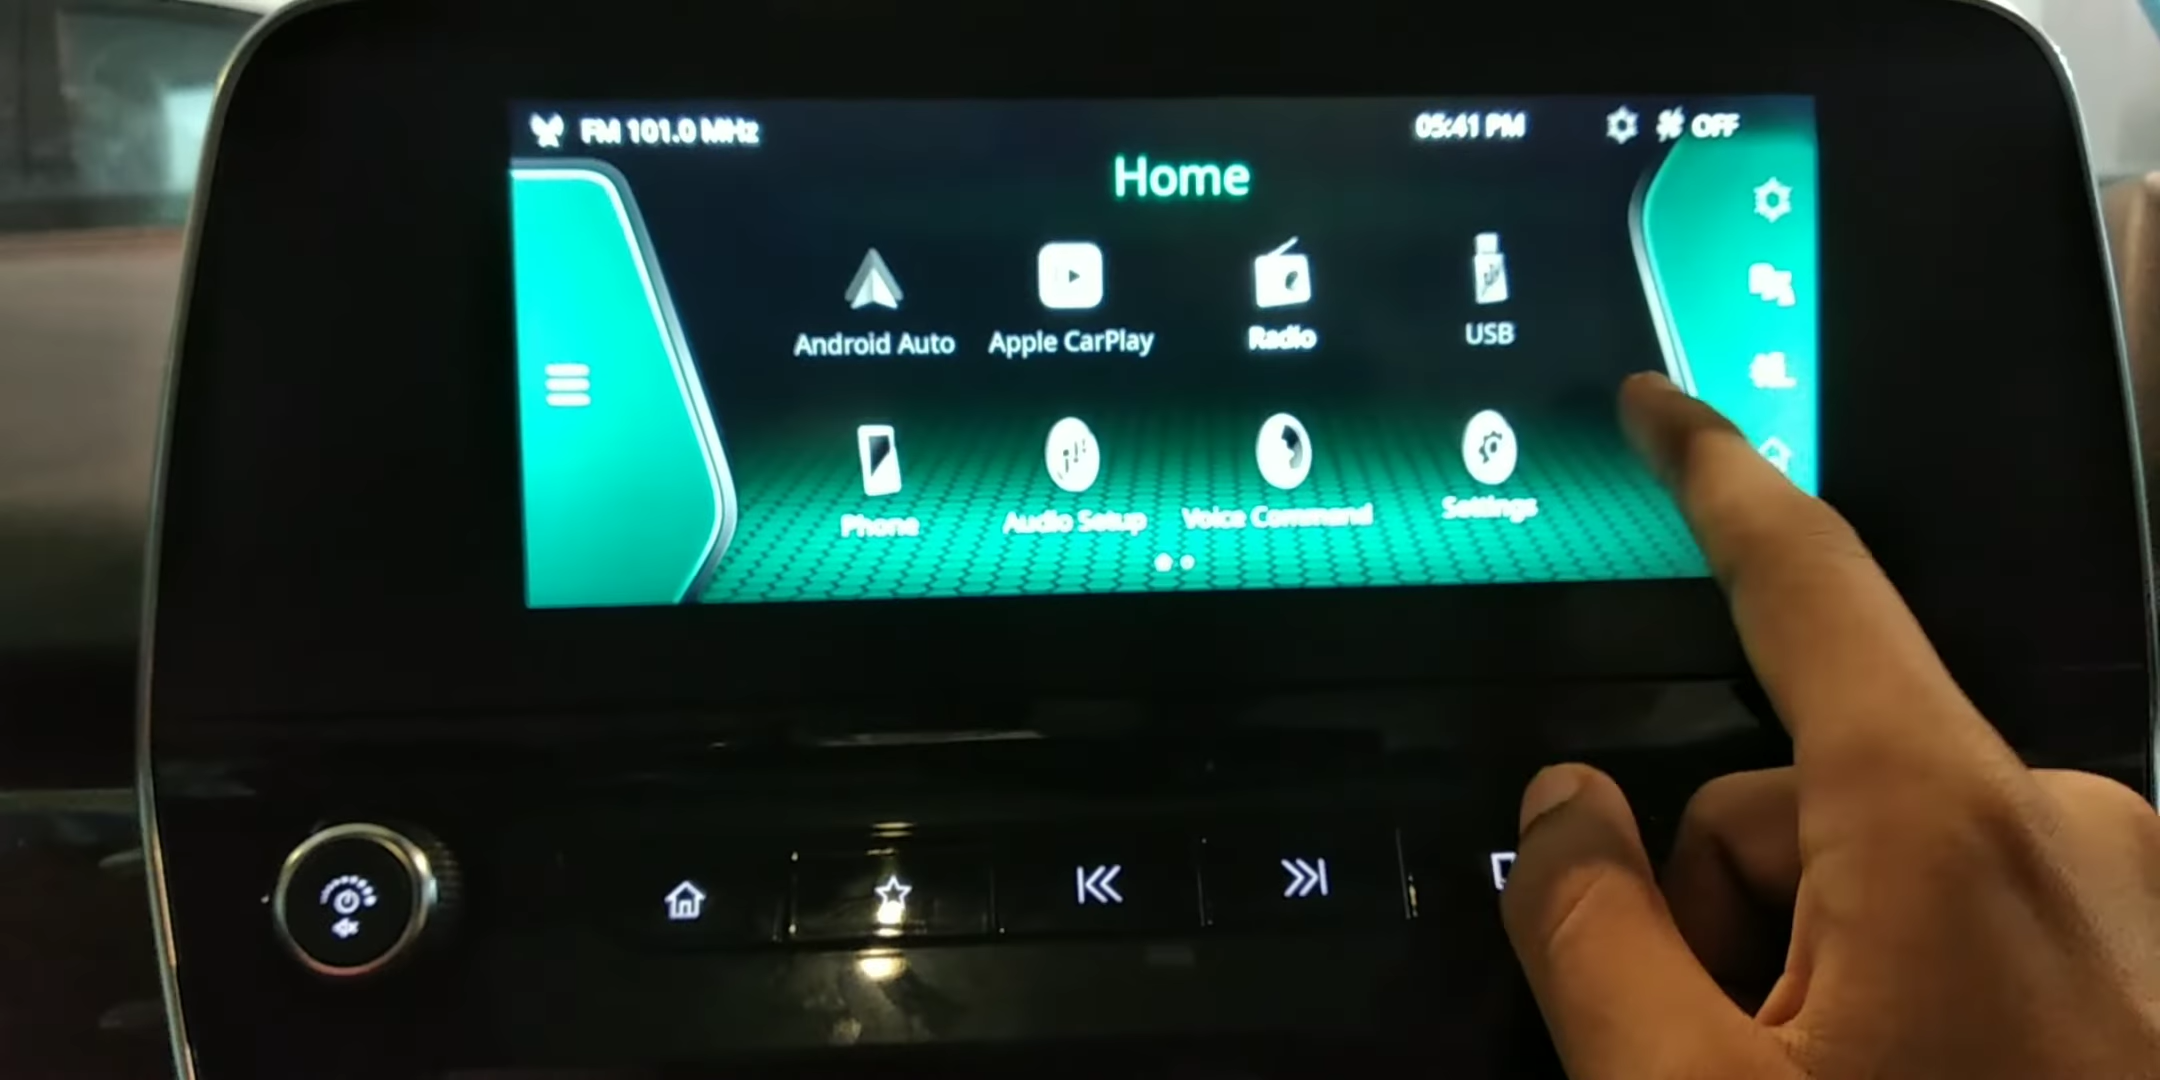 FM 101.0 MHz
05:41 PM
OFF
Home
Android Auto
Apple CarPlay
Radio
USB
Phone
Audio Setup
Voice Command
Settings